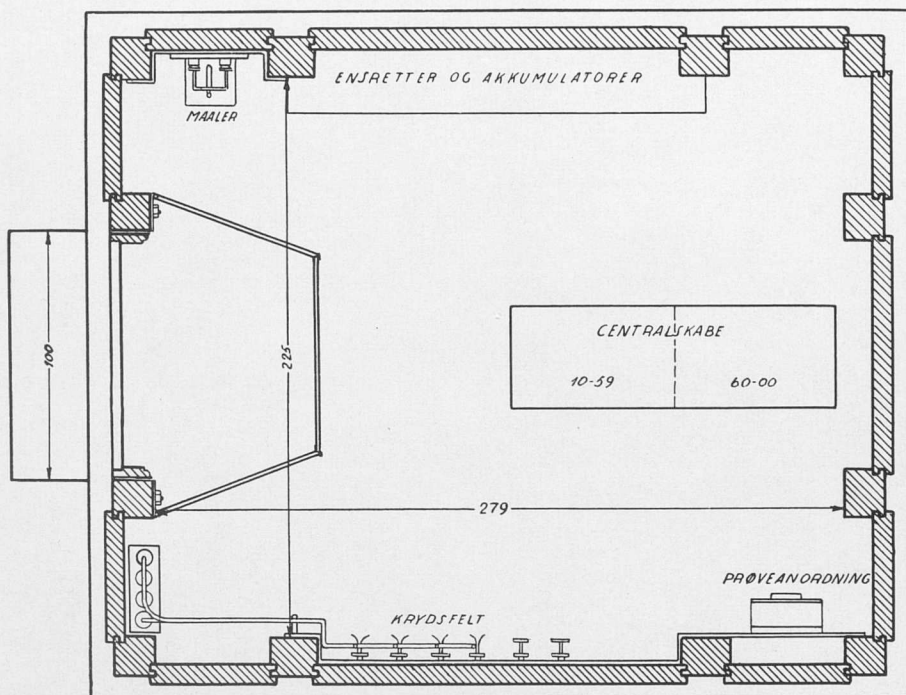 ENSRETTER OG AKKUMULATORER
MAALER
100
225
CENTRALSKABE
10-59 60-00
279
PRØVEANORDNING
KRYDSFELT